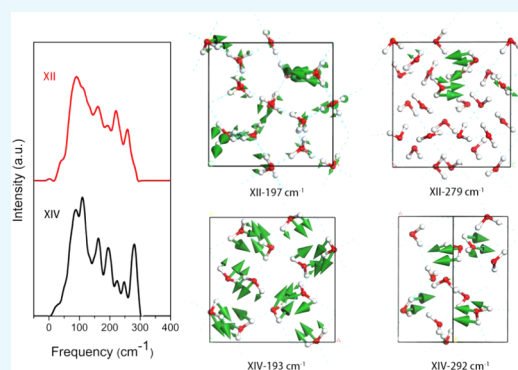 XII
XIV
Intensity (a.u.)
0 100 200 300 400
Frequency (cm⁻¹)
XII-197 cm⁻¹
XII-279 cm⁻¹
XIV-193 cm⁻¹
XIV-292 cm⁻¹